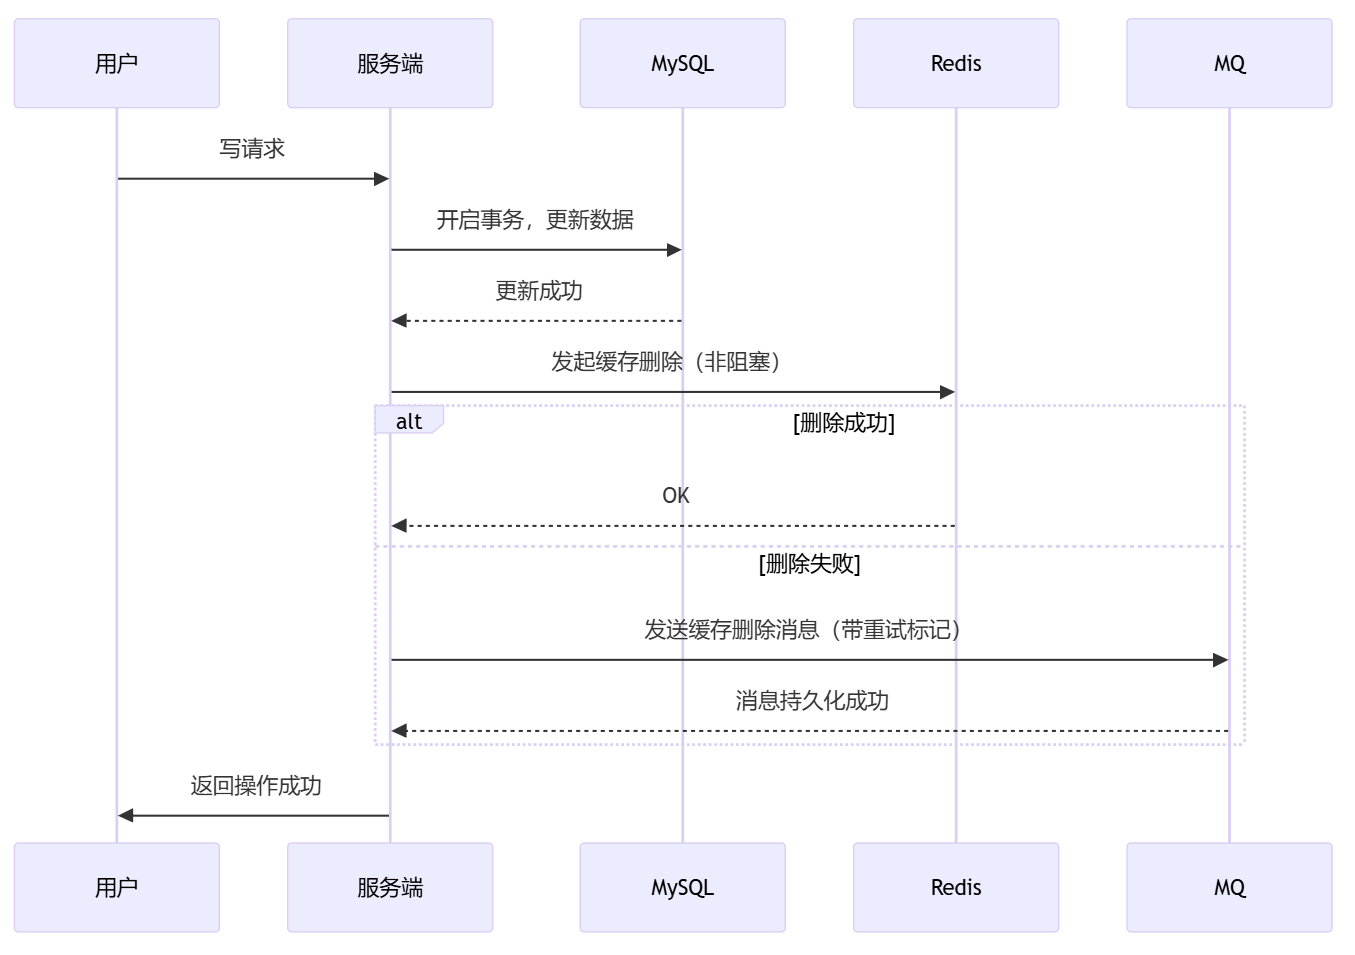 用户
服务端
MySQL
Redis
MQ
写请求
开启事务，更新数据
更新成功
发起缓存删除（非阻塞）
alt
[删除成功]
OK
[删除失败]
发送缓存删除消息（带重试标记）
消息持久化成功
返回操作成功
用户
服务端
MySQL
Redis
MQ